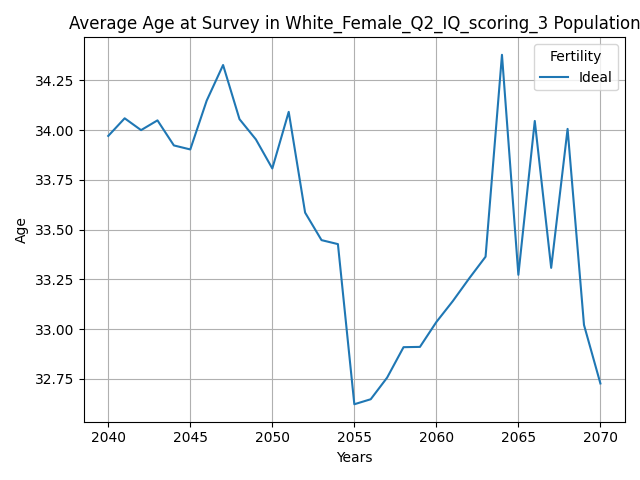 Average Age at Survey in White_Female_Q2_IQ_scoring_3 Population
Fertility
Ideal
34.25
34.00
33.75
33.50
33.25
33.00
32.75
Age
2040 2045 2050 2055 2060 2065 2070
Years